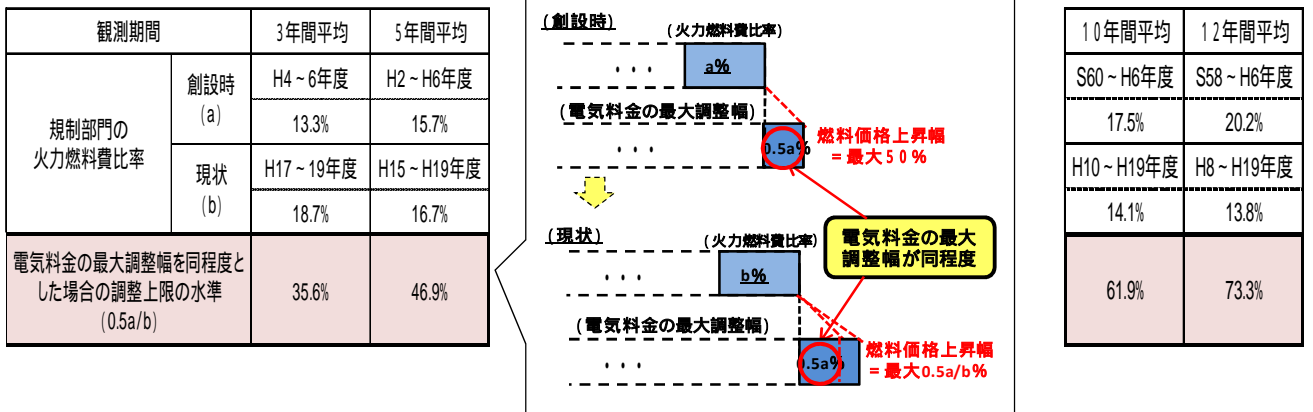 観測期間 3年間平均 5年間平均
規制部門の
火力燃料費比率
創設時
(a)
H4~6年度 H2~H6年度
13.3% 15.7%
現状
(b)
H17~19年度 H15~H19年度
18.7% 16.7%
電気料金の最大調整幅を同程度と
した場合の調整上限の水準
(0.5a/b)
35.6% 46.9%
(創設時)
(火力燃料費比率)
・・・ a%
(電気料金の最大調整幅)
・・・ 0.5a%
燃料価格上昇幅
=最大50%
電気料金の最大
調整幅が同程度
(現状)
(火力燃料費比率)
・・・ b%
(電気料金の最大調整幅)
・・・ 0.5a%
燃料価格上昇幅
=最大0.5a/b%
10年間平均 12年間平均
S60~H6年度 S58~H6年度
17.5% 20.2%
H10~H19年度 H8~H19年度
14.1% 13.8%
61.9% 73.3%